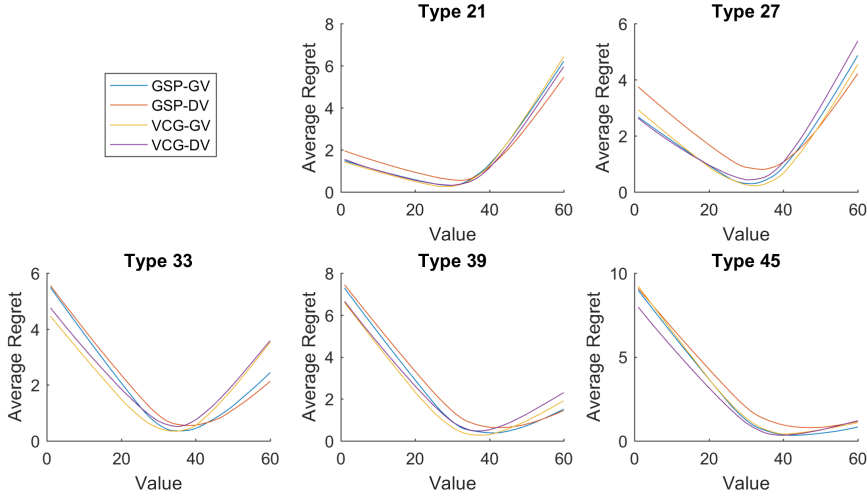 GSP-GV
GSP-DV
VCG-GV
VCG-DV
Type 21
Average Regret
8
6
4
2
0
0 20 40 60
Value
Type 27
Average Regret
6
4
2
0
0 20 40 60
Value
Type 33
Average Regret
6
4
2
0
0 20 40 60
Value
Type 39
Average Regret
8
6
4
2
0
0 20 40 60
Value
Type 45
Average Regret
10
5
0
0 20 40 60
Value